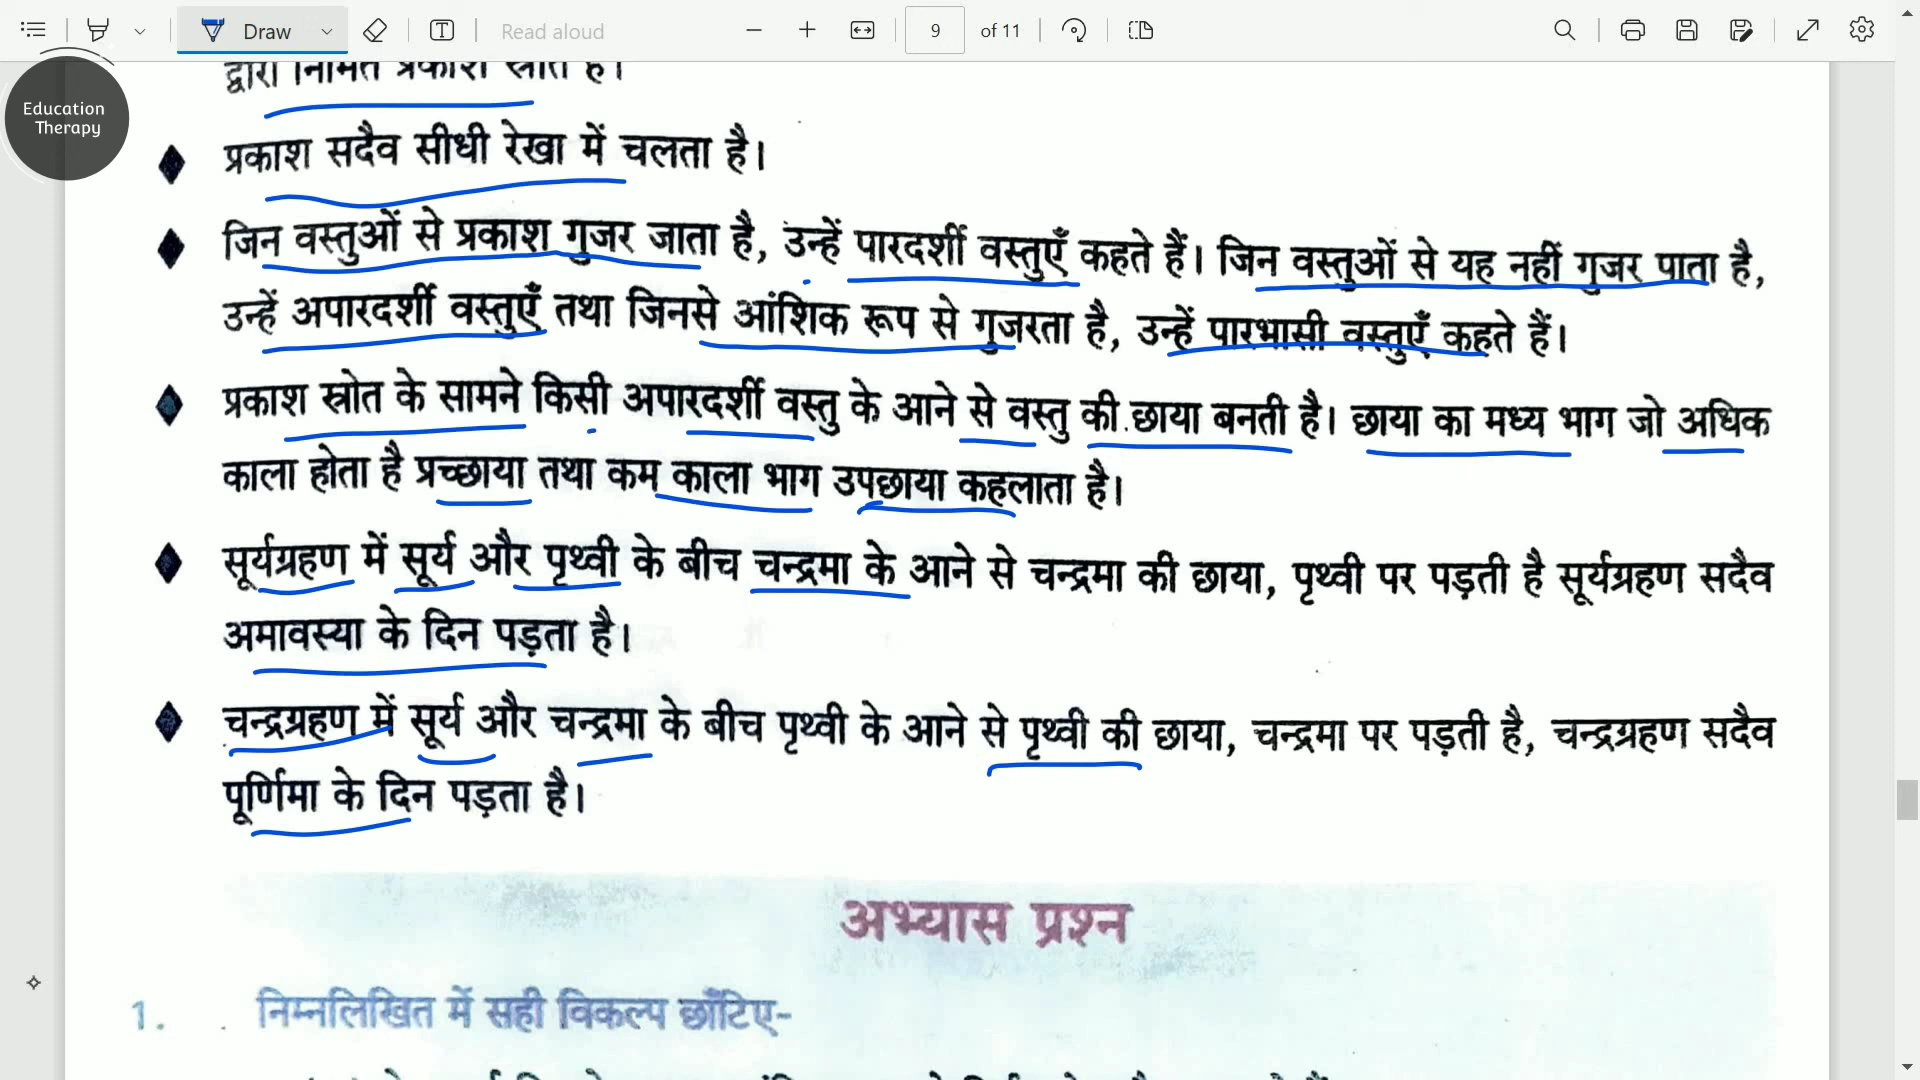 Draw
Read aloud
9 of 11
Education
Therapy
द्वारा निर्मित प्रकाश स्रोत हैं।
प्रकाश सदैव सीधी रेखा में चलता है।
जिन वस्तुओं से प्रकाश गुजर जाता है, उन्हें पारदर्शी वस्तुएँ कहते हैं। जिन वस्तुओं से यह नहीं गुजर पाता है,
उन्हें अपारदर्शी वस्तुएँ तथा जिनसे आंशिक रूप से गुजरता है, उन्हें पारभासी वस्तुएँ कहते हैं।
प्रकाश स्रोत के सामने किसी अपारदर्शी वस्तु के आने से वस्तु की छाया बनती है। छाया का मध्य भाग जो अधिक
काला होता है प्रच्छाया तथा कम काला भाग उपछाया कहलाता है।
सूर्यग्रहण में सूर्य और पृथ्वी के बीच चन्द्रमा के आने से चन्द्रमा की छाया, पृथ्वी पर पड़ती है सूर्यग्रहण सदैव
अमावस्या के दिन पड़ता है।
चन्द्रग्रहण में सूर्य और चन्द्रमा के बीच पृथ्वी के आने से पृथ्वी की छाया, चन्द्रमा पर पड़ती है, चन्द्रग्रहण सदैव
पूर्णिमा के दिन पड़ता है।
अभ्यास प्रश्न
1. निम्नलिखित में सही विकल्प छाँटिए-